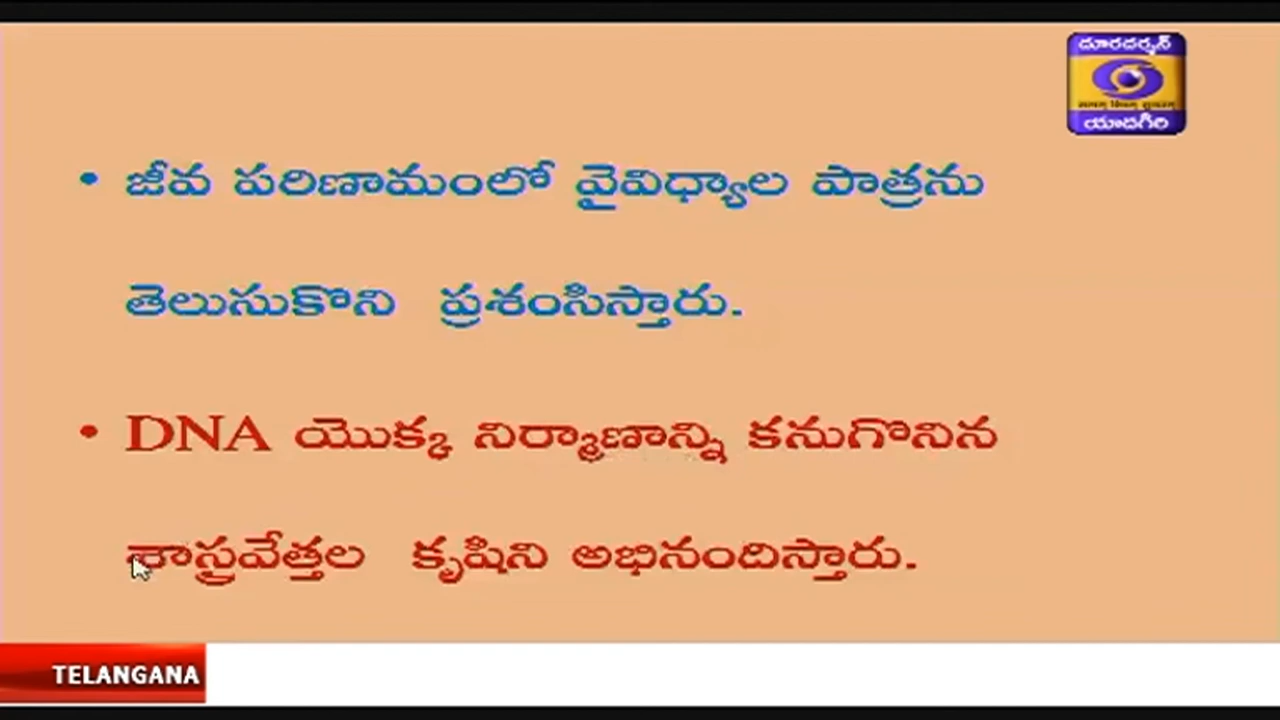 దూరదర్శన్
యాదగిరి
• జీవ పరిణామంలో వైవిధ్యాల పాత్రను
తెలుసుకొని ప్రశంసిస్తారు.
• DNA యొక్క నిర్మాణాన్ని కనుగొనిన
శాస్త్రవేత్తల కృషిని అభినందిస్తారు.
TELANGANA